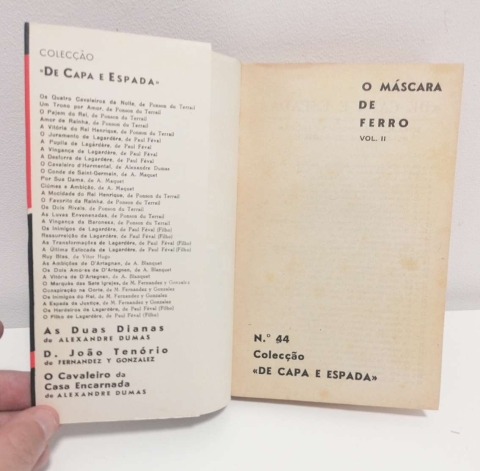 COLECÇÃO
«DE CAPA E ESPADA»
Os Quatro Cavaleiros da Noite, de Ponson du Terrail
Um Trono por Amor, de Ponson du Terrail
O Pajem do Rei, de Ponson du Terrail
Amor de Rainha, de Ponson du Terrail
A Vitória do Rei Henrique, de Ponson du Terrail
O Juramento de Lagardère, de Paul Féval
A Pupila de Lagardère, de Paul Féval
A Vingança de Lagardère, de Paul Féval
A Desforra de Lagardère, de Paul Féval
O Cavaleiro d'Harmental, de Alexandre Dumas
O Conde de Saint-Germain, de A. Maquet
Por Sua Dama, de A. Maquet
Ciúmes e Ambição, de A. Maquet
A Mocidade do Rei Henrique, de Ponson du Terrail
O Favorito da Rainha, de Ponson du Terrail
Os Dois Rivais, de Ponson du Terrail
As Luvas Envenenadas, de Ponson du Terrail
A Vingança da Baronesa, de Ponson du Terrail
Os Inimigos de Lagardère, de Paul Féval (Filho)
Ressurreição de Lagardère, de Paul Féval (Filho)
As Transformações de Lagardère, de Paul Féval (Filho)
A Última Estocada de Lagardère, de Paul Féval (Filho)
Ruy Blas, de Vitor Hugo
As Ambições de D'Artagnan, de A. Blasquet
Os Dois Amores de D'Artagnan, de A. Blasquet
A Vitória de D'Artagnan, de A. Blasquet
O Marquês das Sete Igrejas, de M. Fernandez y Gonzalez
Conspiração na Corte, de M. Fernandez y Gonzales
Os Inimigos do Rei, de M. Fernandez y Gonzales
A Espada da Justiça, de M. Fernandez y Gonzales
Os Herdeiros de Lagardère, de Paul Féval (Filho)
O Filho de Lagardère, de Paul Féval (Filho)
As Duas Dianas
de ALEXANDRE DUMAS
D. João Tenório
de FERNANDEZ Y GONZALEZ
O Cavaleiro da
Casa Encarnada
de ALEXANDRE DUMAS
O MÁSCARA
DE
FERRO
VOL. II
N.º 44
Colecção
«DE CAPA E ESPADA»